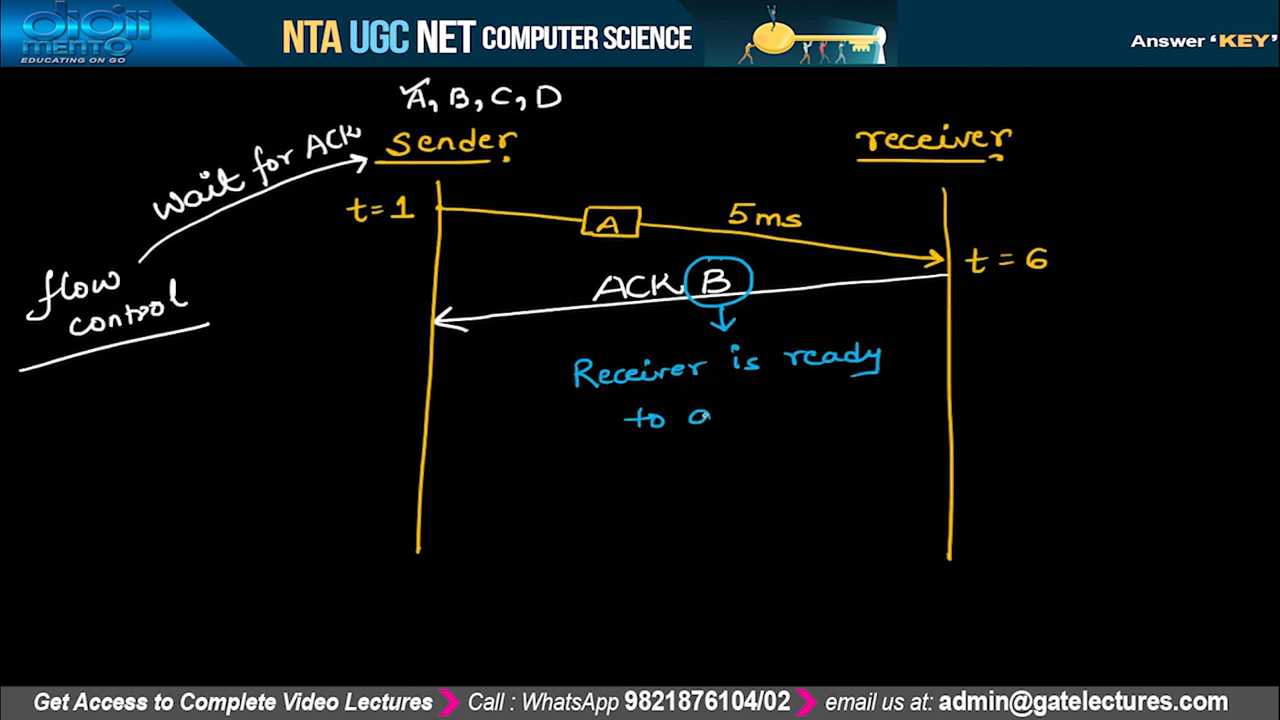 didii
MENTO
EDUCATING ON GO
NTA UGC NET COMPUTER SCIENCE
Answer 'KEY'
A, B, C, D
Sender
receiver
wait for ACK
t = 1
A
5ms
t = 6
flow
control
ACK B
Receiver is ready
to a
Get Access to Complete Video Lectures
Call : WhatsApp 9821876104/02
email us at: admin@gatelectures.com